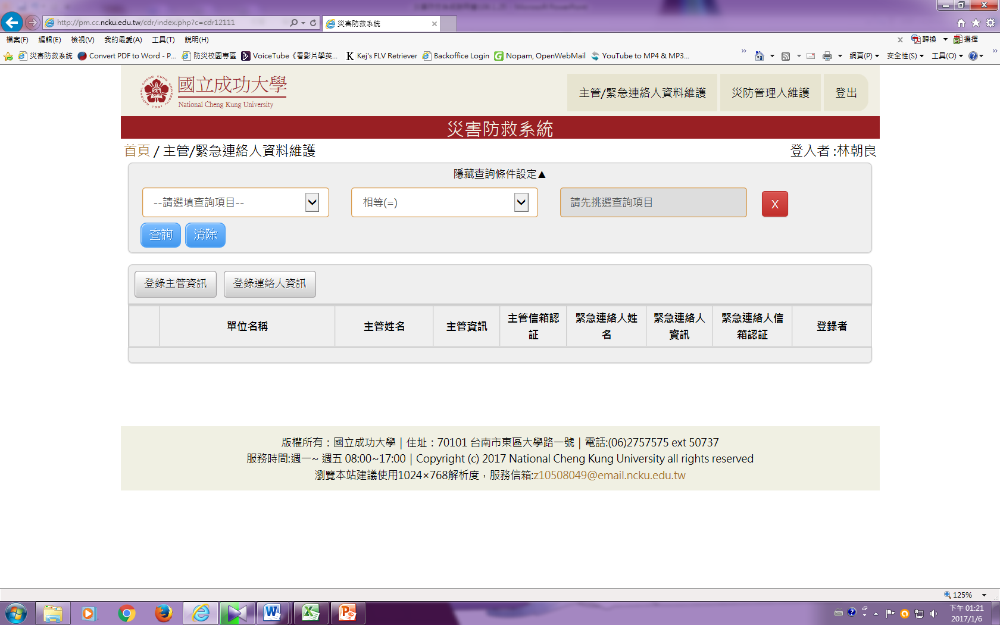 http://pm.cc.ncku.edu.tw/cdr/index.php?c=cdr12111
災害防救系統
檔案(F) 編輯(E) 檢視(V) 我的最愛(A) 工具(T) 說明(H)
x 轉換 選擇
災害防救系統 Convert PDF to Word - P... 防災校園專區 VoiceTube《看影片學英... Kej's FLV Retriever Backoffice Login Nopam, OpenWebMail YouTube to MP4 & MP3... » 網頁(P) 安全性(S) 工具(O) »
國立成功大學
National Cheng Kung University
主管/緊急連絡人資料維護 災防管理人維護 登出
災害防救系統
首頁 / 主管/緊急連絡人資料維護 登入者 :林朝良
隱藏查詢條件設定▲
--請選填查詢項目-- 相等(=) 請先挑選查詢項目 X
查詢 清除
登錄主管資訊 登錄連絡人資訊
單位名稱 主管姓名 主管資訊 主管信箱認証 緊急連絡人姓名 緊急連絡人資訊 緊急連絡人信箱認証 登錄者
版權所有：國立成功大學 | 住址：70101 台南市東區大學路一號 | 電話:(06)2757575 ext 50737
服務時間:週一~ 週五 08:00~17:00 | Copyright (c) 2017 National Cheng Kung University all rights reserved
瀏覽本站建議使用1024×768解析度，服務信箱:z10508049@email.ncku.edu.tw
125%
下午 01:21
2017/1/6